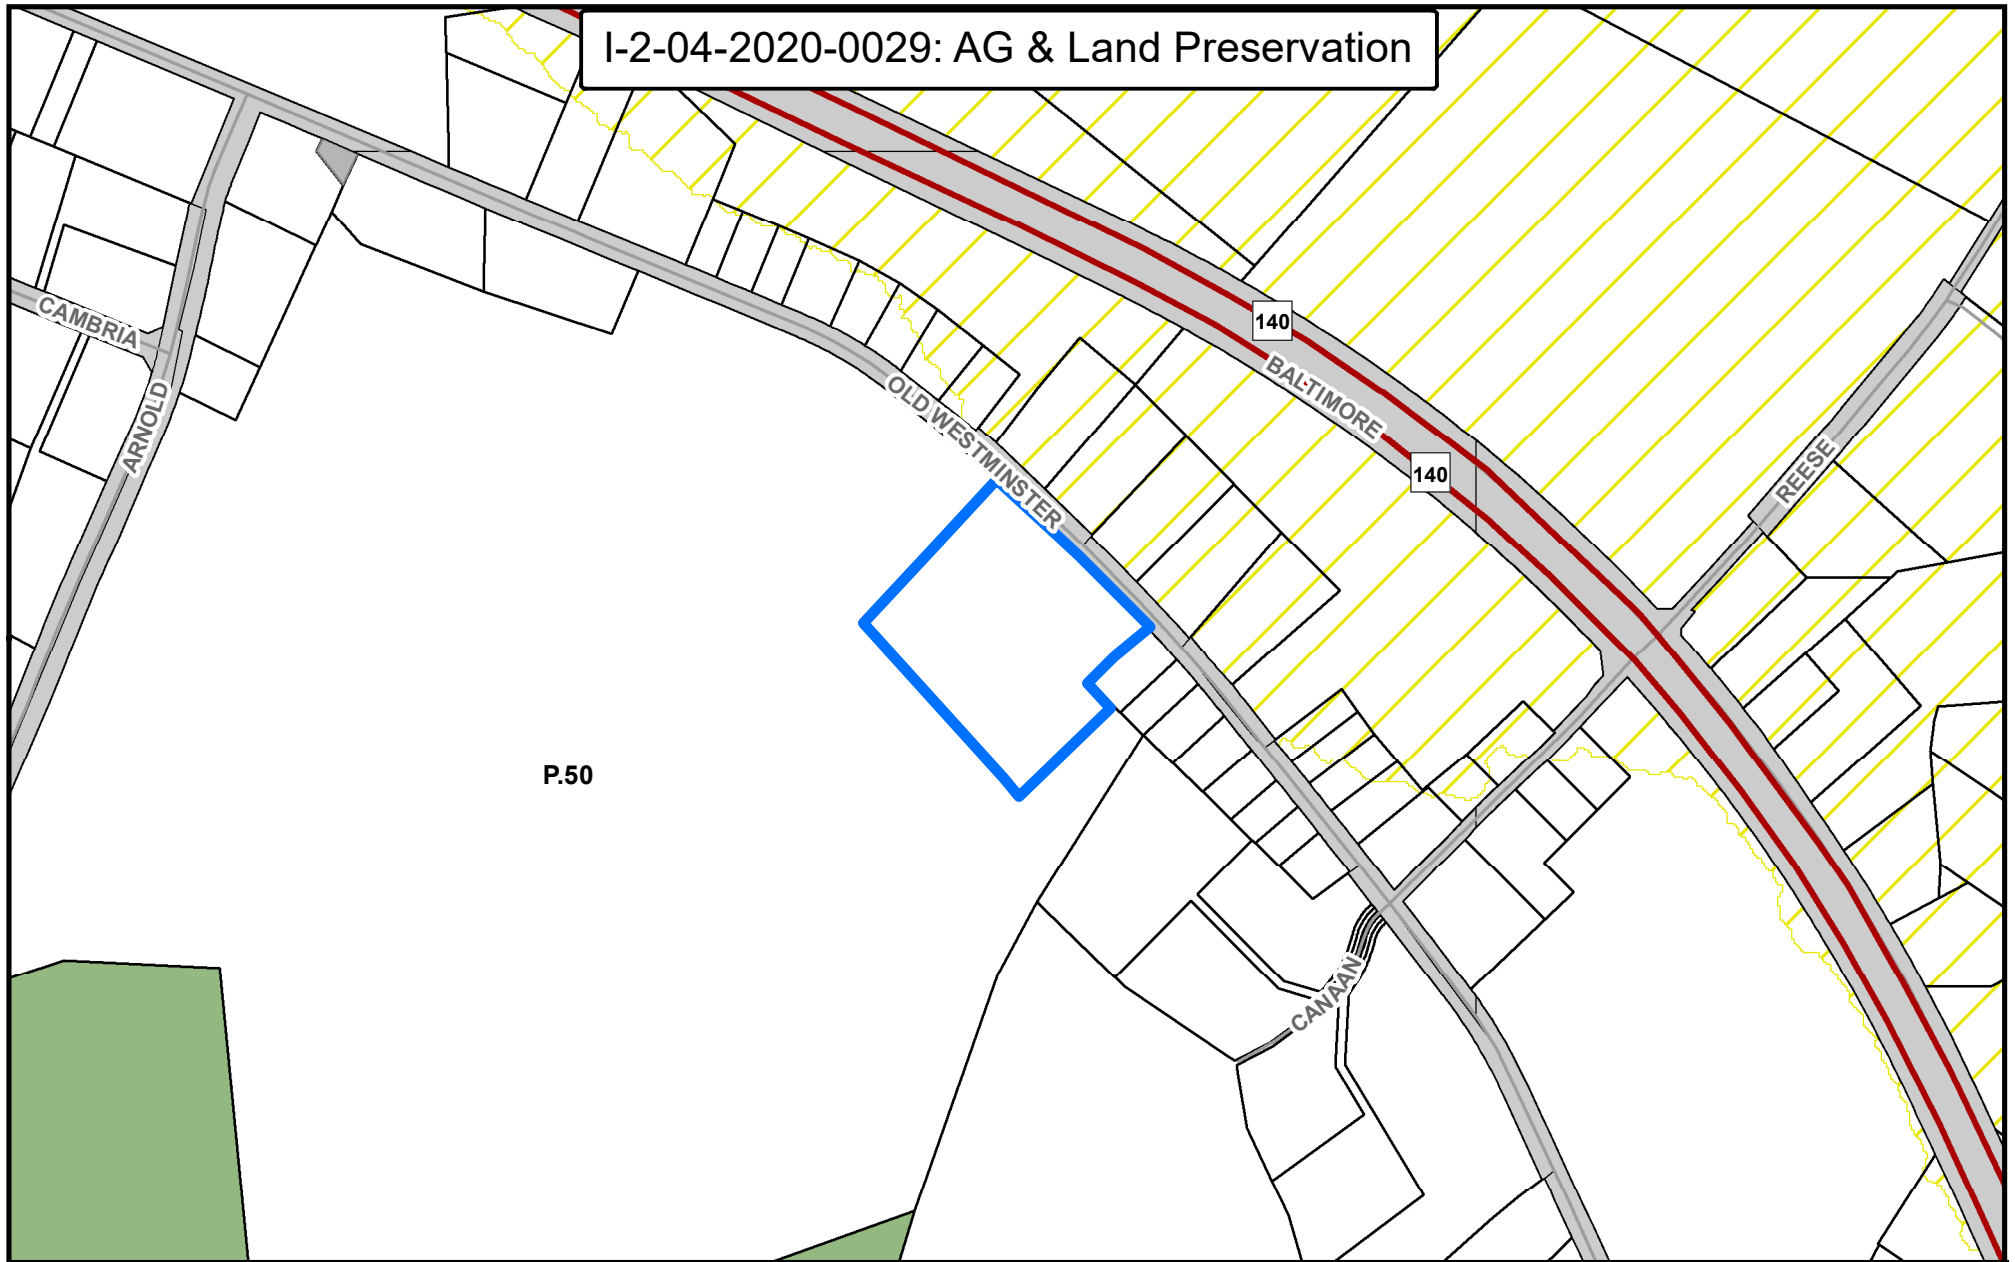 I-2-04-2020-0029: AG & Land Preservation
CAMBRIA
ARNOLD
OLD WESTMINSTER
140
BALTIMORE
140
REESE
P.50
CANAAN